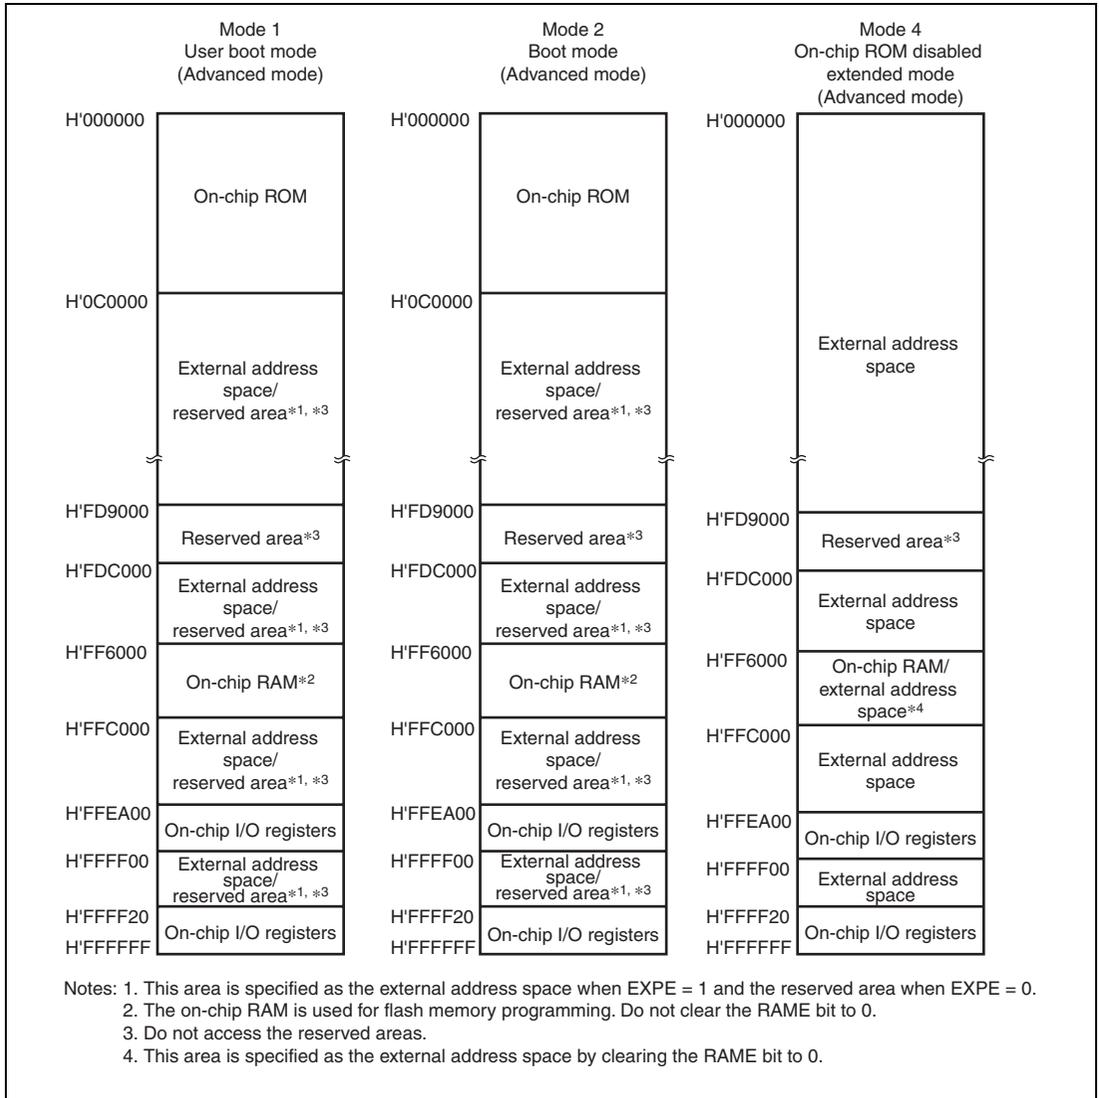 Mode 1
User boot mode
(Advanced mode)
Mode 2
Boot mode
(Advanced mode)
Mode 4
On-chip ROM disabled
extended mode
(Advanced mode)
H'000000
On-chip ROM
H'0C0000
External address
space/
reserved area*1, *3
H'FD9000
Reserved area*3
H'FDC000
External address
space/
reserved area*1, *3
H'FF6000
On-chip RAM*2
H'FFC000
External address
space/
reserved area*1, *3
H'FFEA00
On-chip I/O registers
H'FFFF00
External address
space/
reserved area*1, *3
H'FFFF20
On-chip I/O registers
H'FFFFFF
H'000000
On-chip ROM
H'0C0000
External address
space/
reserved area*1, *3
H'FD9000
Reserved area*3
H'FDC000
External address
space/
reserved area*1, *3
H'FF6000
On-chip RAM*2
H'FFC000
External address
space/
reserved area*1, *3
H'FFEA00
On-chip I/O registers
H'FFFF00
External address
space/
reserved area*1, *3
H'FFFF20
On-chip I/O registers
H'FFFFFF
H'000000
External address
space
H'FD9000
Reserved area*3
H'FDC000
External address
space
H'FF6000
On-chip RAM/
external address
space*4
H'FFC000
External address
space
H'FFEA00
On-chip I/O registers
H'FFFF00
External address
space
H'FFFF20
On-chip I/O registers
H'FFFFFF
Notes: 1. This area is specified as the external address space when EXPE = 1 and the reserved area when EXPE = 0.
2. The on-chip RAM is used for flash memory programming. Do not clear the RAME bit to 0.
3. Do not access the reserved areas.
4. This area is specified as the external address space by clearing the RAME bit to 0.